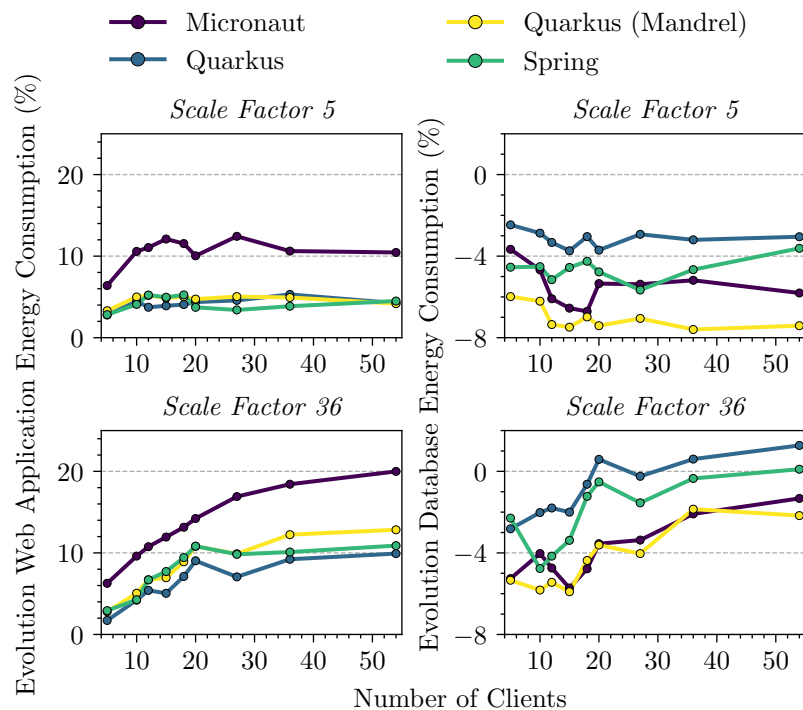 Micronaut
Quarkus
Quarkus (Mandrel)
Spring
Evolution Web Application Energy Consumption (%)
Scale Factor 5
20
10
0
10 20 30 40 50
Evolution Database Energy Consumption (%)
Scale Factor 5
0
−4
−8
10 20 30 40 50
Scale Factor 36
20
10
0
10 20 30 40 50
Scale Factor 36
0
−4
−8
10 20 30 40 50
Number of Clients